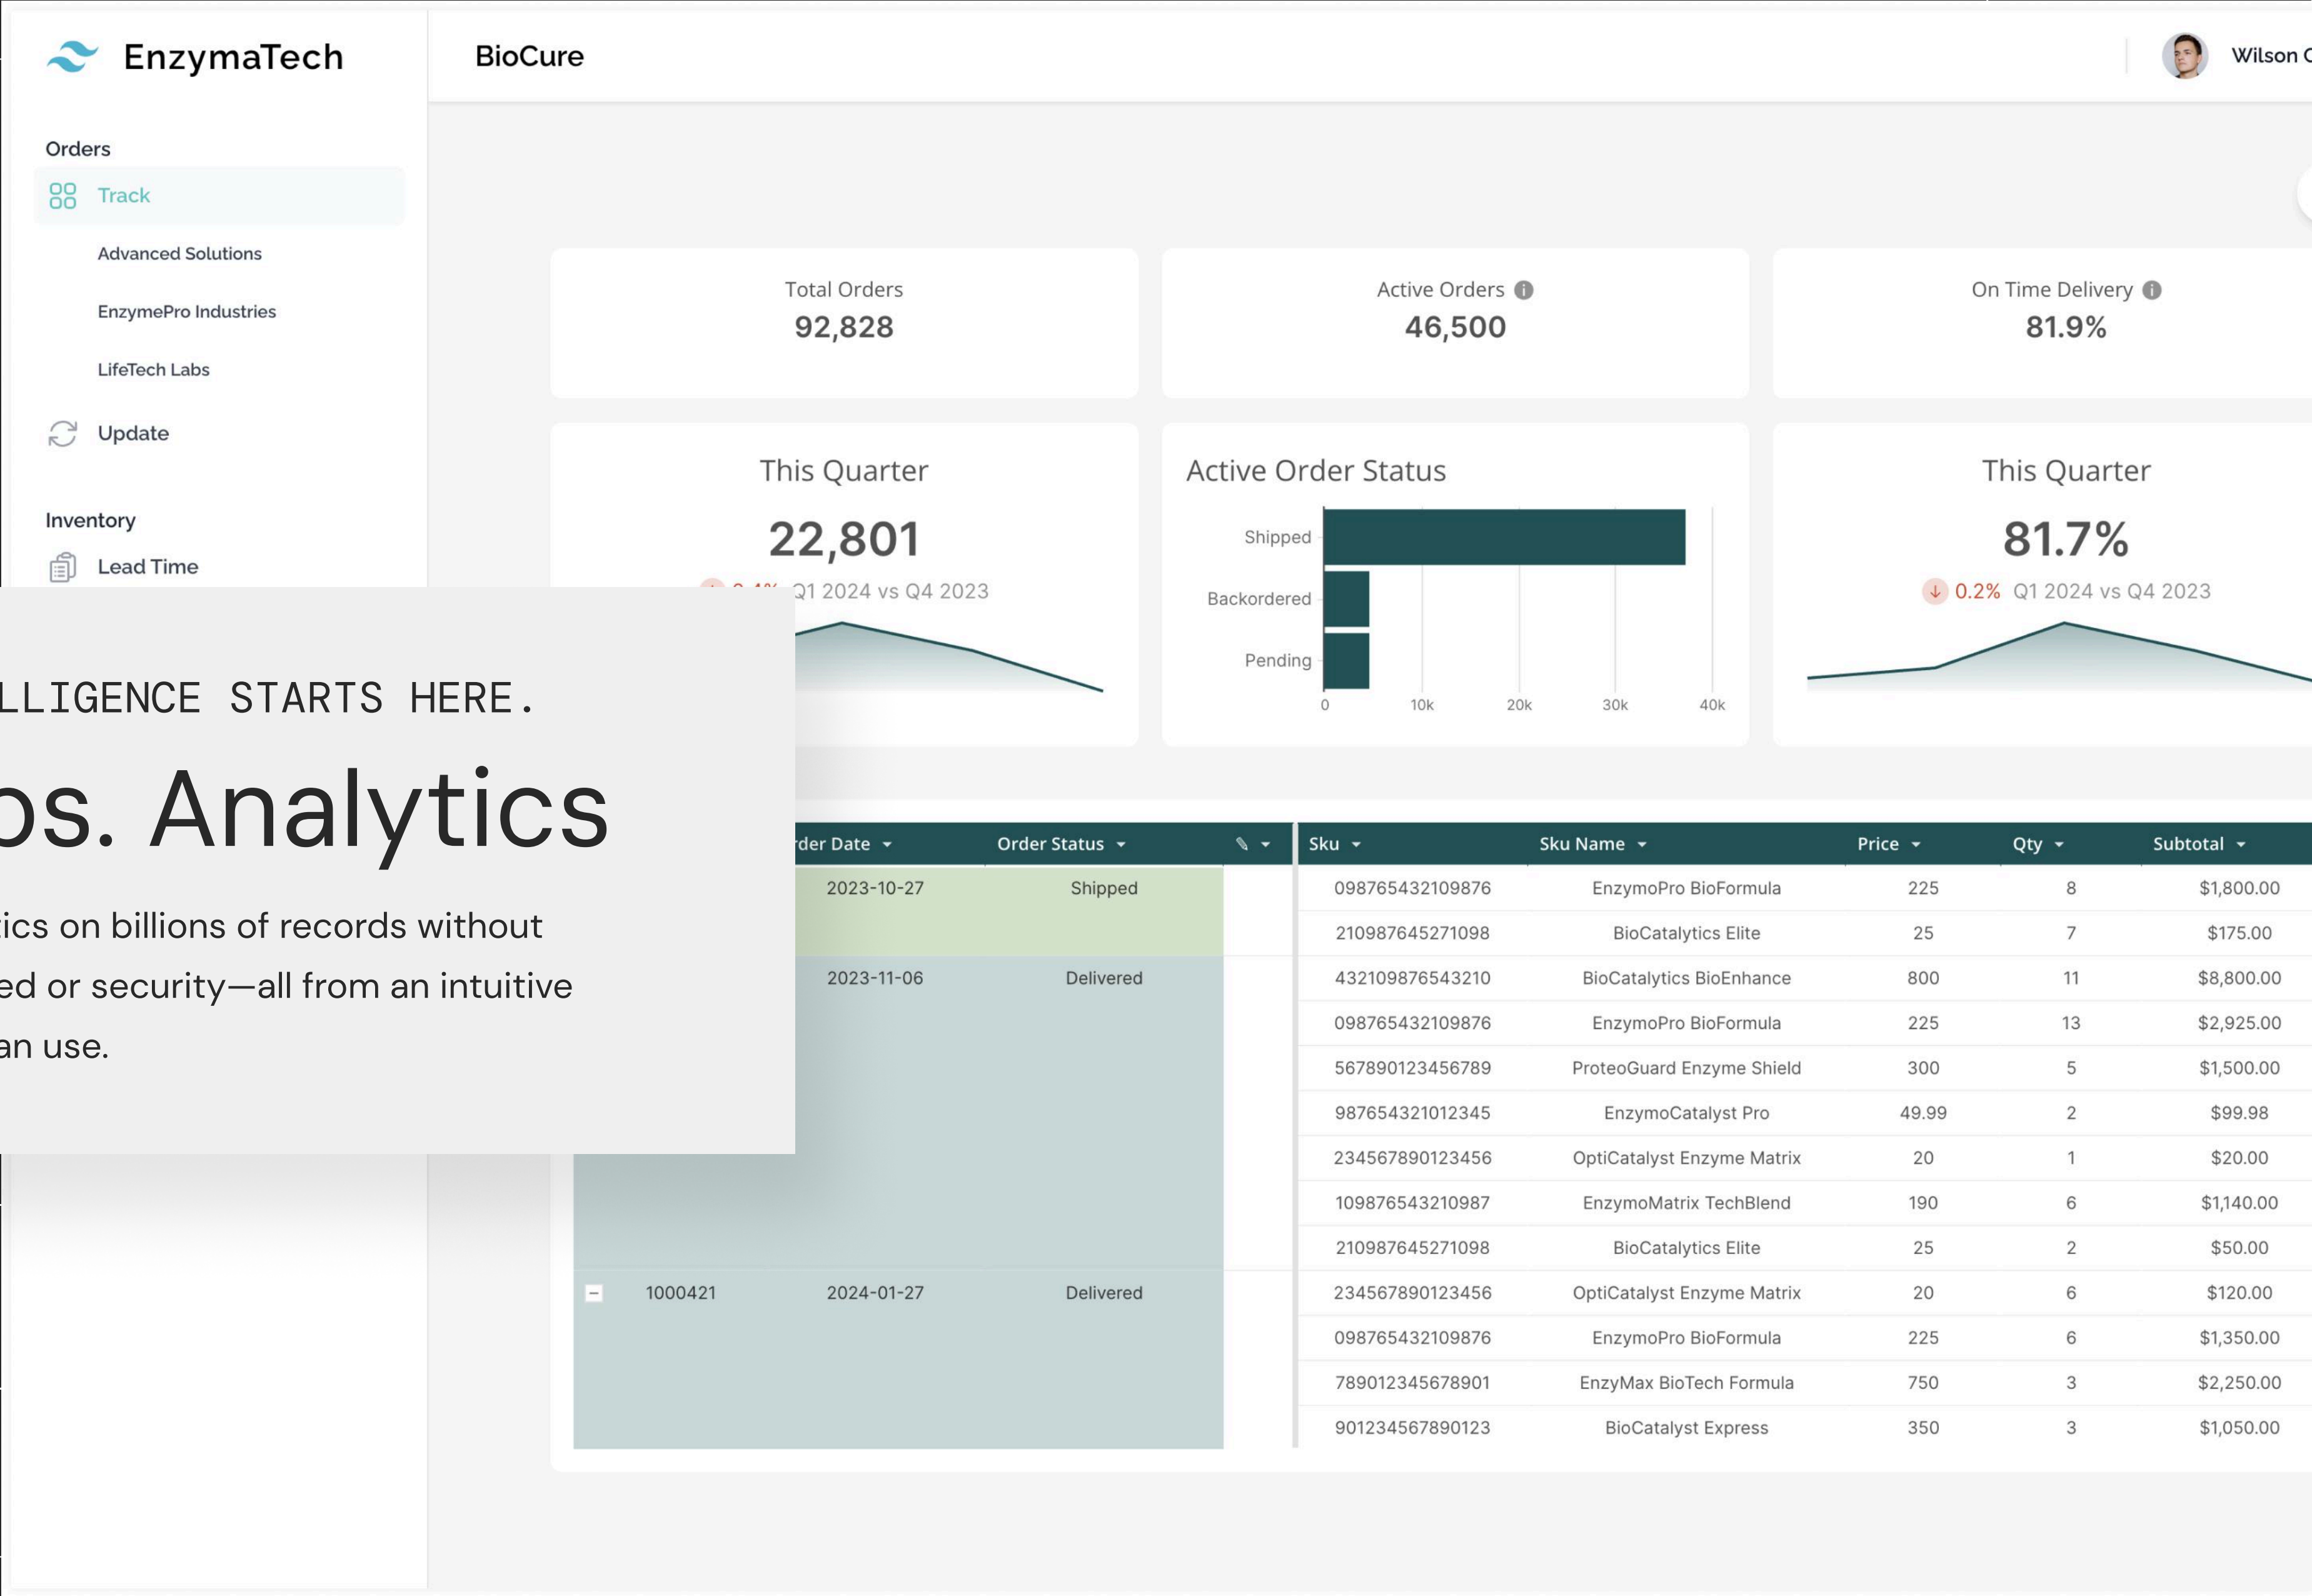 EnzymaTech
BioCure
Wilson
Orders
Track
Advanced Solutions
EnzymePro Industries
LifeTech Labs
Update
Inventory
Lead Time
Total Orders
92,828
Active Orders
46,500
On Time Delivery
81.9%
This Quarter
22,801
Q1 2024 vs Q4 2023
Active Order Status
Shipped
Backordered
Pending
0 10k 20k 30k 40k
This Quarter
81.7%
0.2% Q1 2024 vs Q4 2023
LLIGENCE STARTS HERE.
ps. Analytics
tics on billions of records without
ed or security—all from an intuitive
an use.
rder Date Order Status Sku Sku Name Price Qty Subtotal
2023-10-27 Shipped 098765432109876 EnzymoPro BioFormula 225 8 $1,800.00
210987645271098 BioCatalytics Elite 25 7 $175.00
2023-11-06 Delivered 432109876543210 BioCatalytics BioEnhance 800 11 $8,800.00
098765432109876 EnzymoPro BioFormula 225 13 $2,925.00
567890123456789 ProteoGuard Enzyme Shield 300 5 $1,500.00
987654321012345 EnzymoCatalyst Pro 49.99 2 $99.98
234567890123456 OptiCatalyst Enzyme Matrix 20 1 $20.00
109876543210987 EnzymoMatrix TechBlend 190 6 $1,140.00
210987645271098 BioCatalytics Elite 25 2 $50.00
1000421 2024-01-27 Delivered 234567890123456 OptiCatalyst Enzyme Matrix 20 6 $120.00
098765432109876 EnzymoPro BioFormula 225 6 $1,350.00
789012345678901 EnzyMax BioTech Formula 750 3 $2,250.00
901234567890123 BioCatalyst Express 350 3 $1,050.00